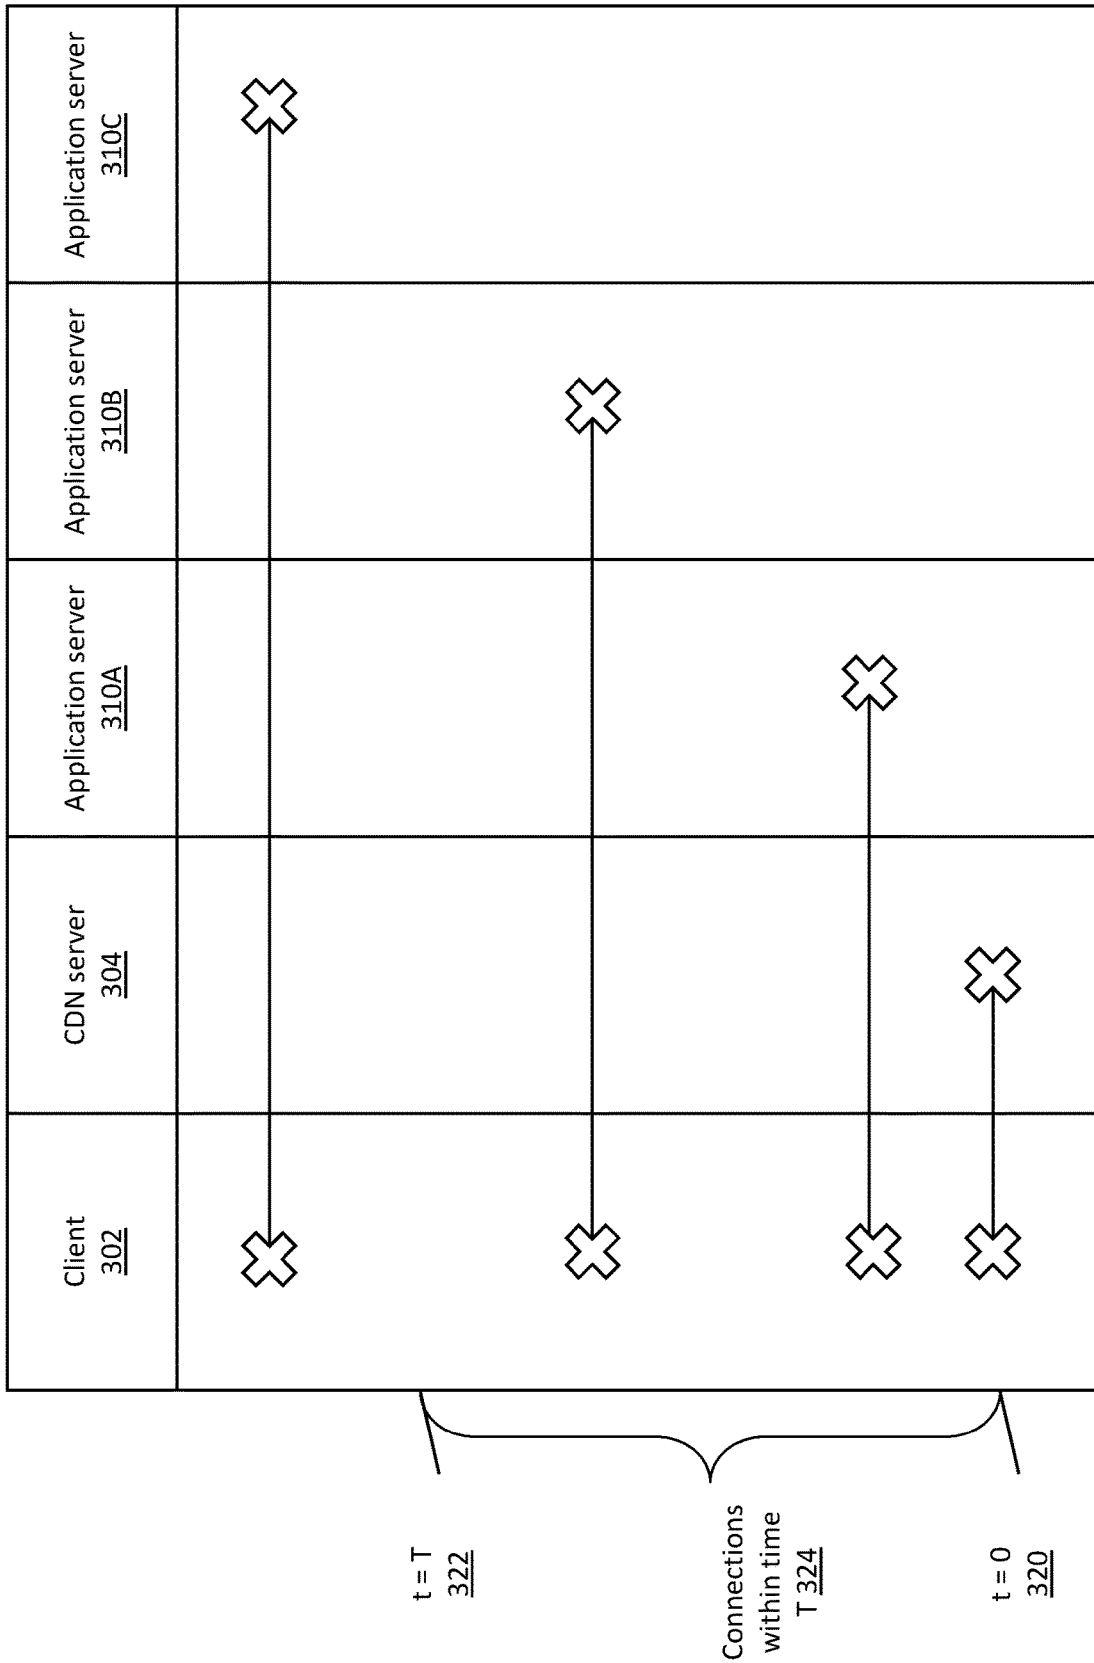 Client
302
CDN server
304
Application server
310A
Application server
310B
Application server
310C
t = T
322
Connections
within time
T 324
t = 0
320